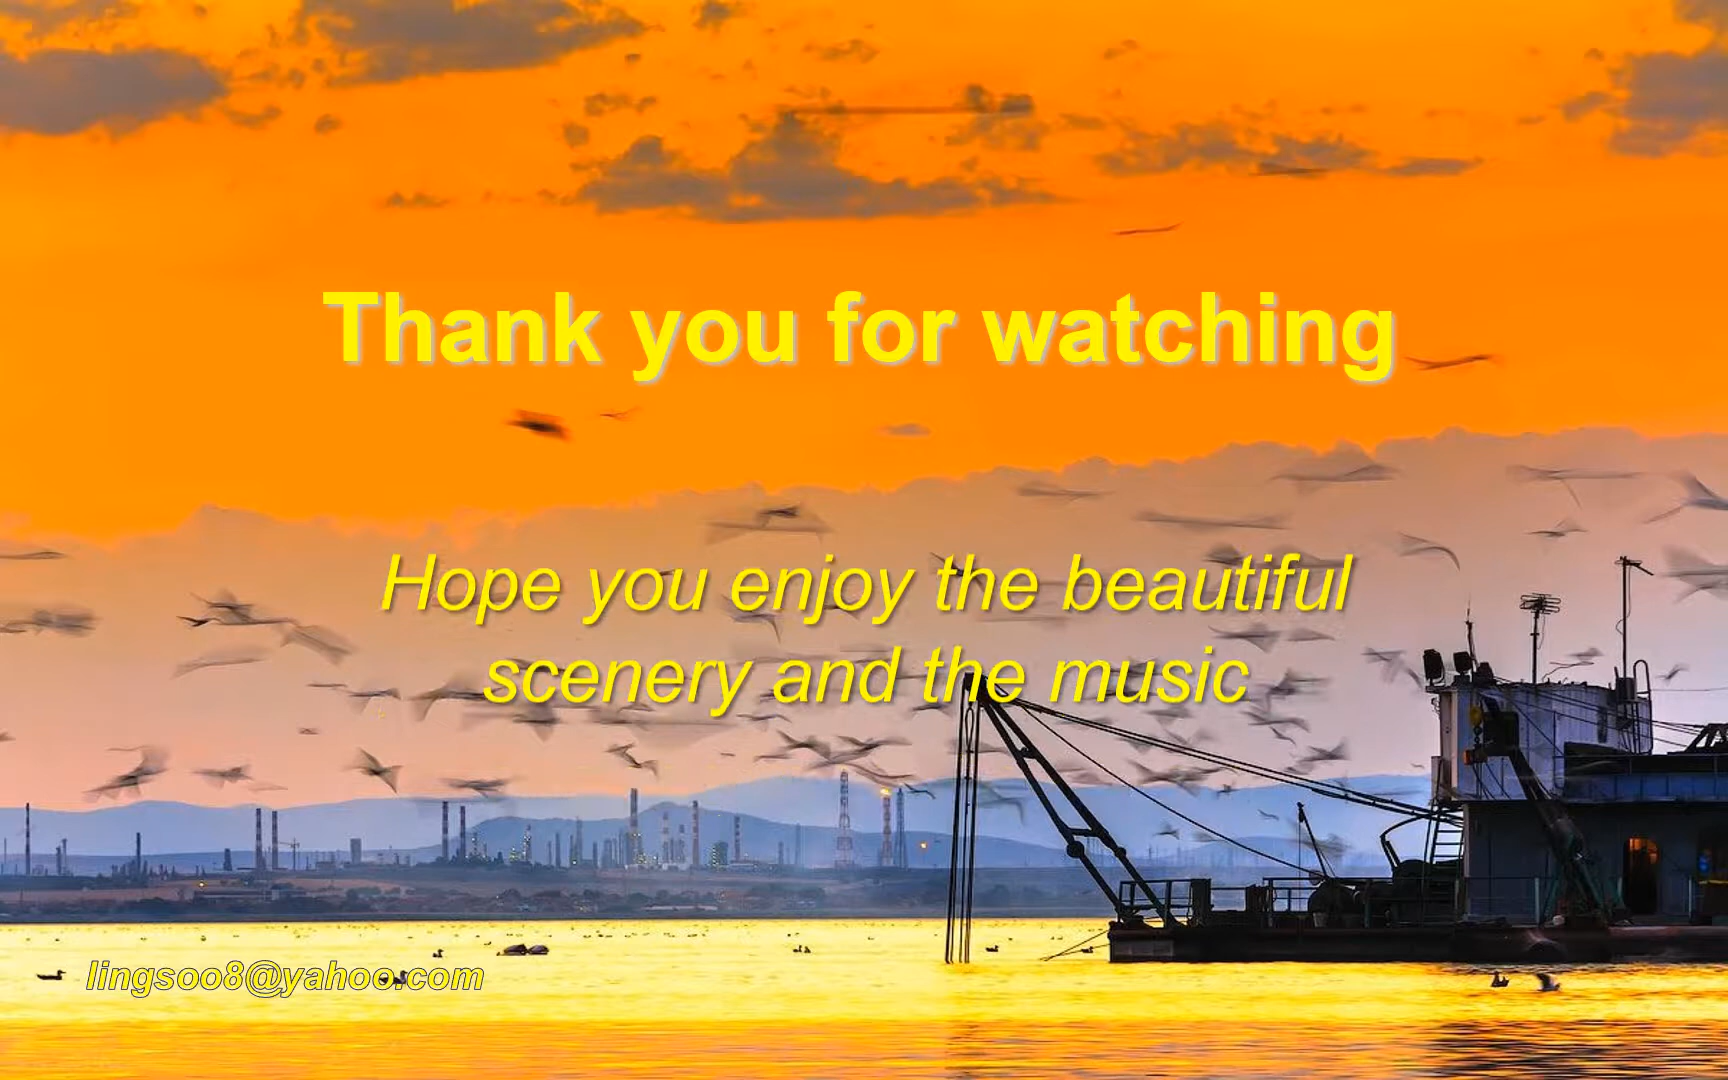 Thank you for watching
Hope you enjoy the beautiful
scenery and the music
lingsoo8@yahoo.com